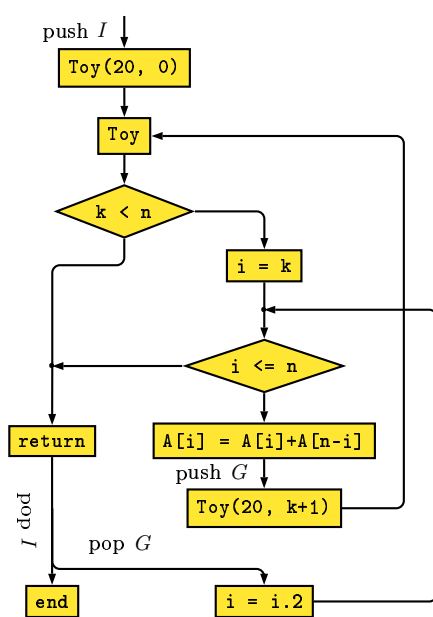 push I
Toy(20, 0)
Toy
k < n
i = k
i <= n
return
A[i] = A[i]+A[n-i]
push G
Toy(20, k+1)
pop I
pop G
end
i = i.2